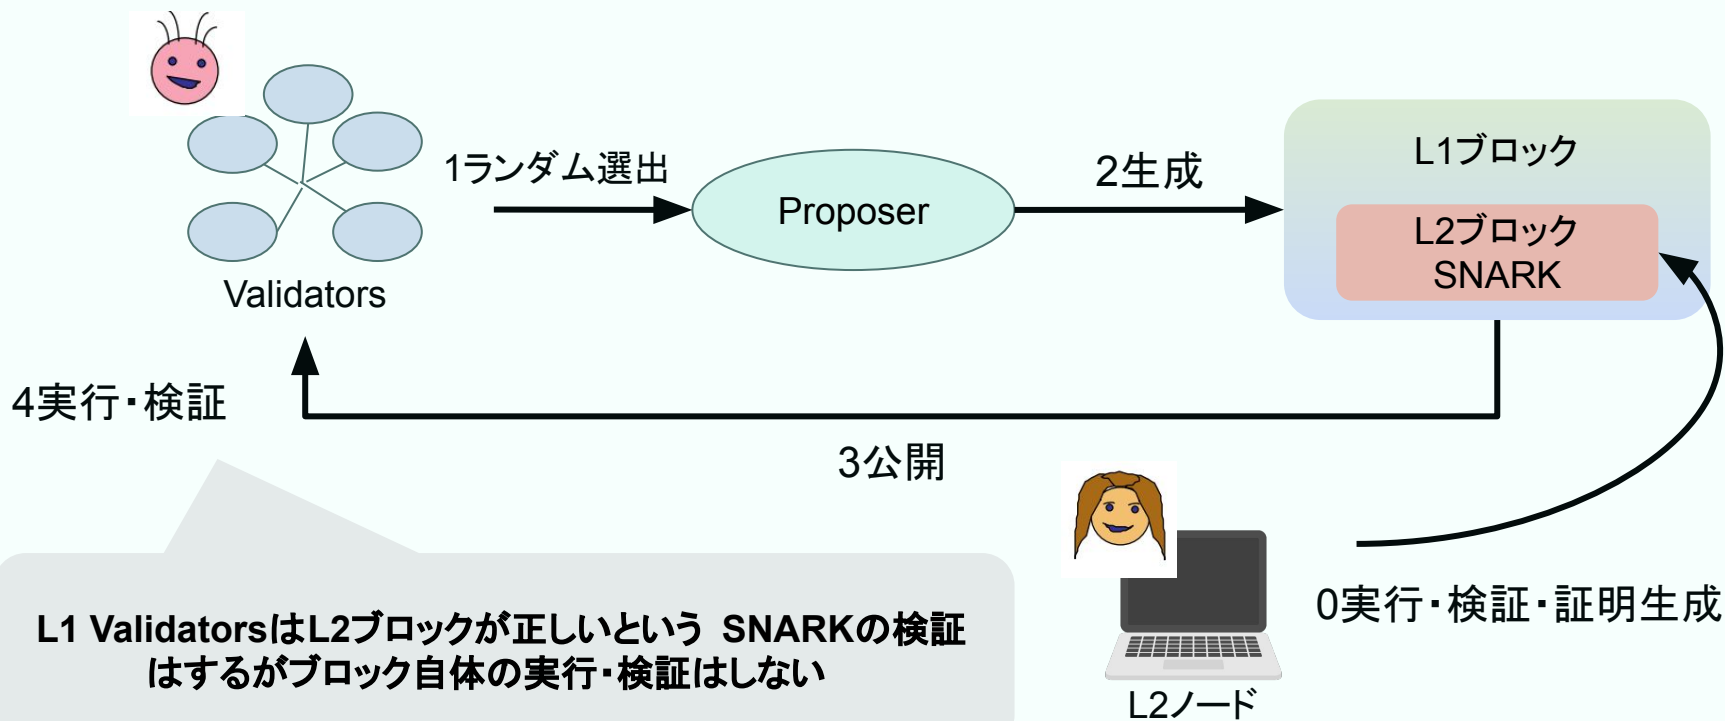 1ランダム選出
Proposer
2生成
L1ブロック
L2ブロック
SNARK
Validators
4実行・検証
3公開
0実行・検証・証明生成
L2ノード
L1 ValidatorsはL2ブロックが正しいという SNARKの検証
はするがブロック自体の実行・検証はしない